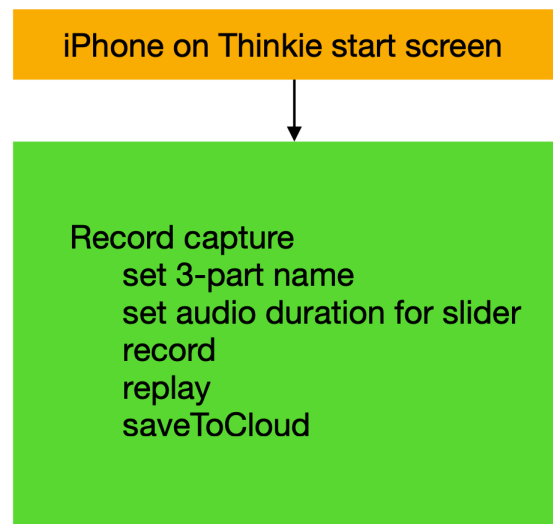 iPhone on Thinkie start screen
Record capture
set 3-part name
set audio duration for slider
record
replay
saveToCloud